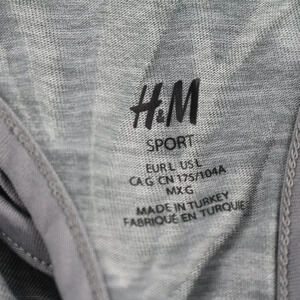 H&M
SPORT
EUR L US L
CA G CN 175/104A
MX G
MADE IN TURKEY
FABRIQUÉ EN TURQUIE